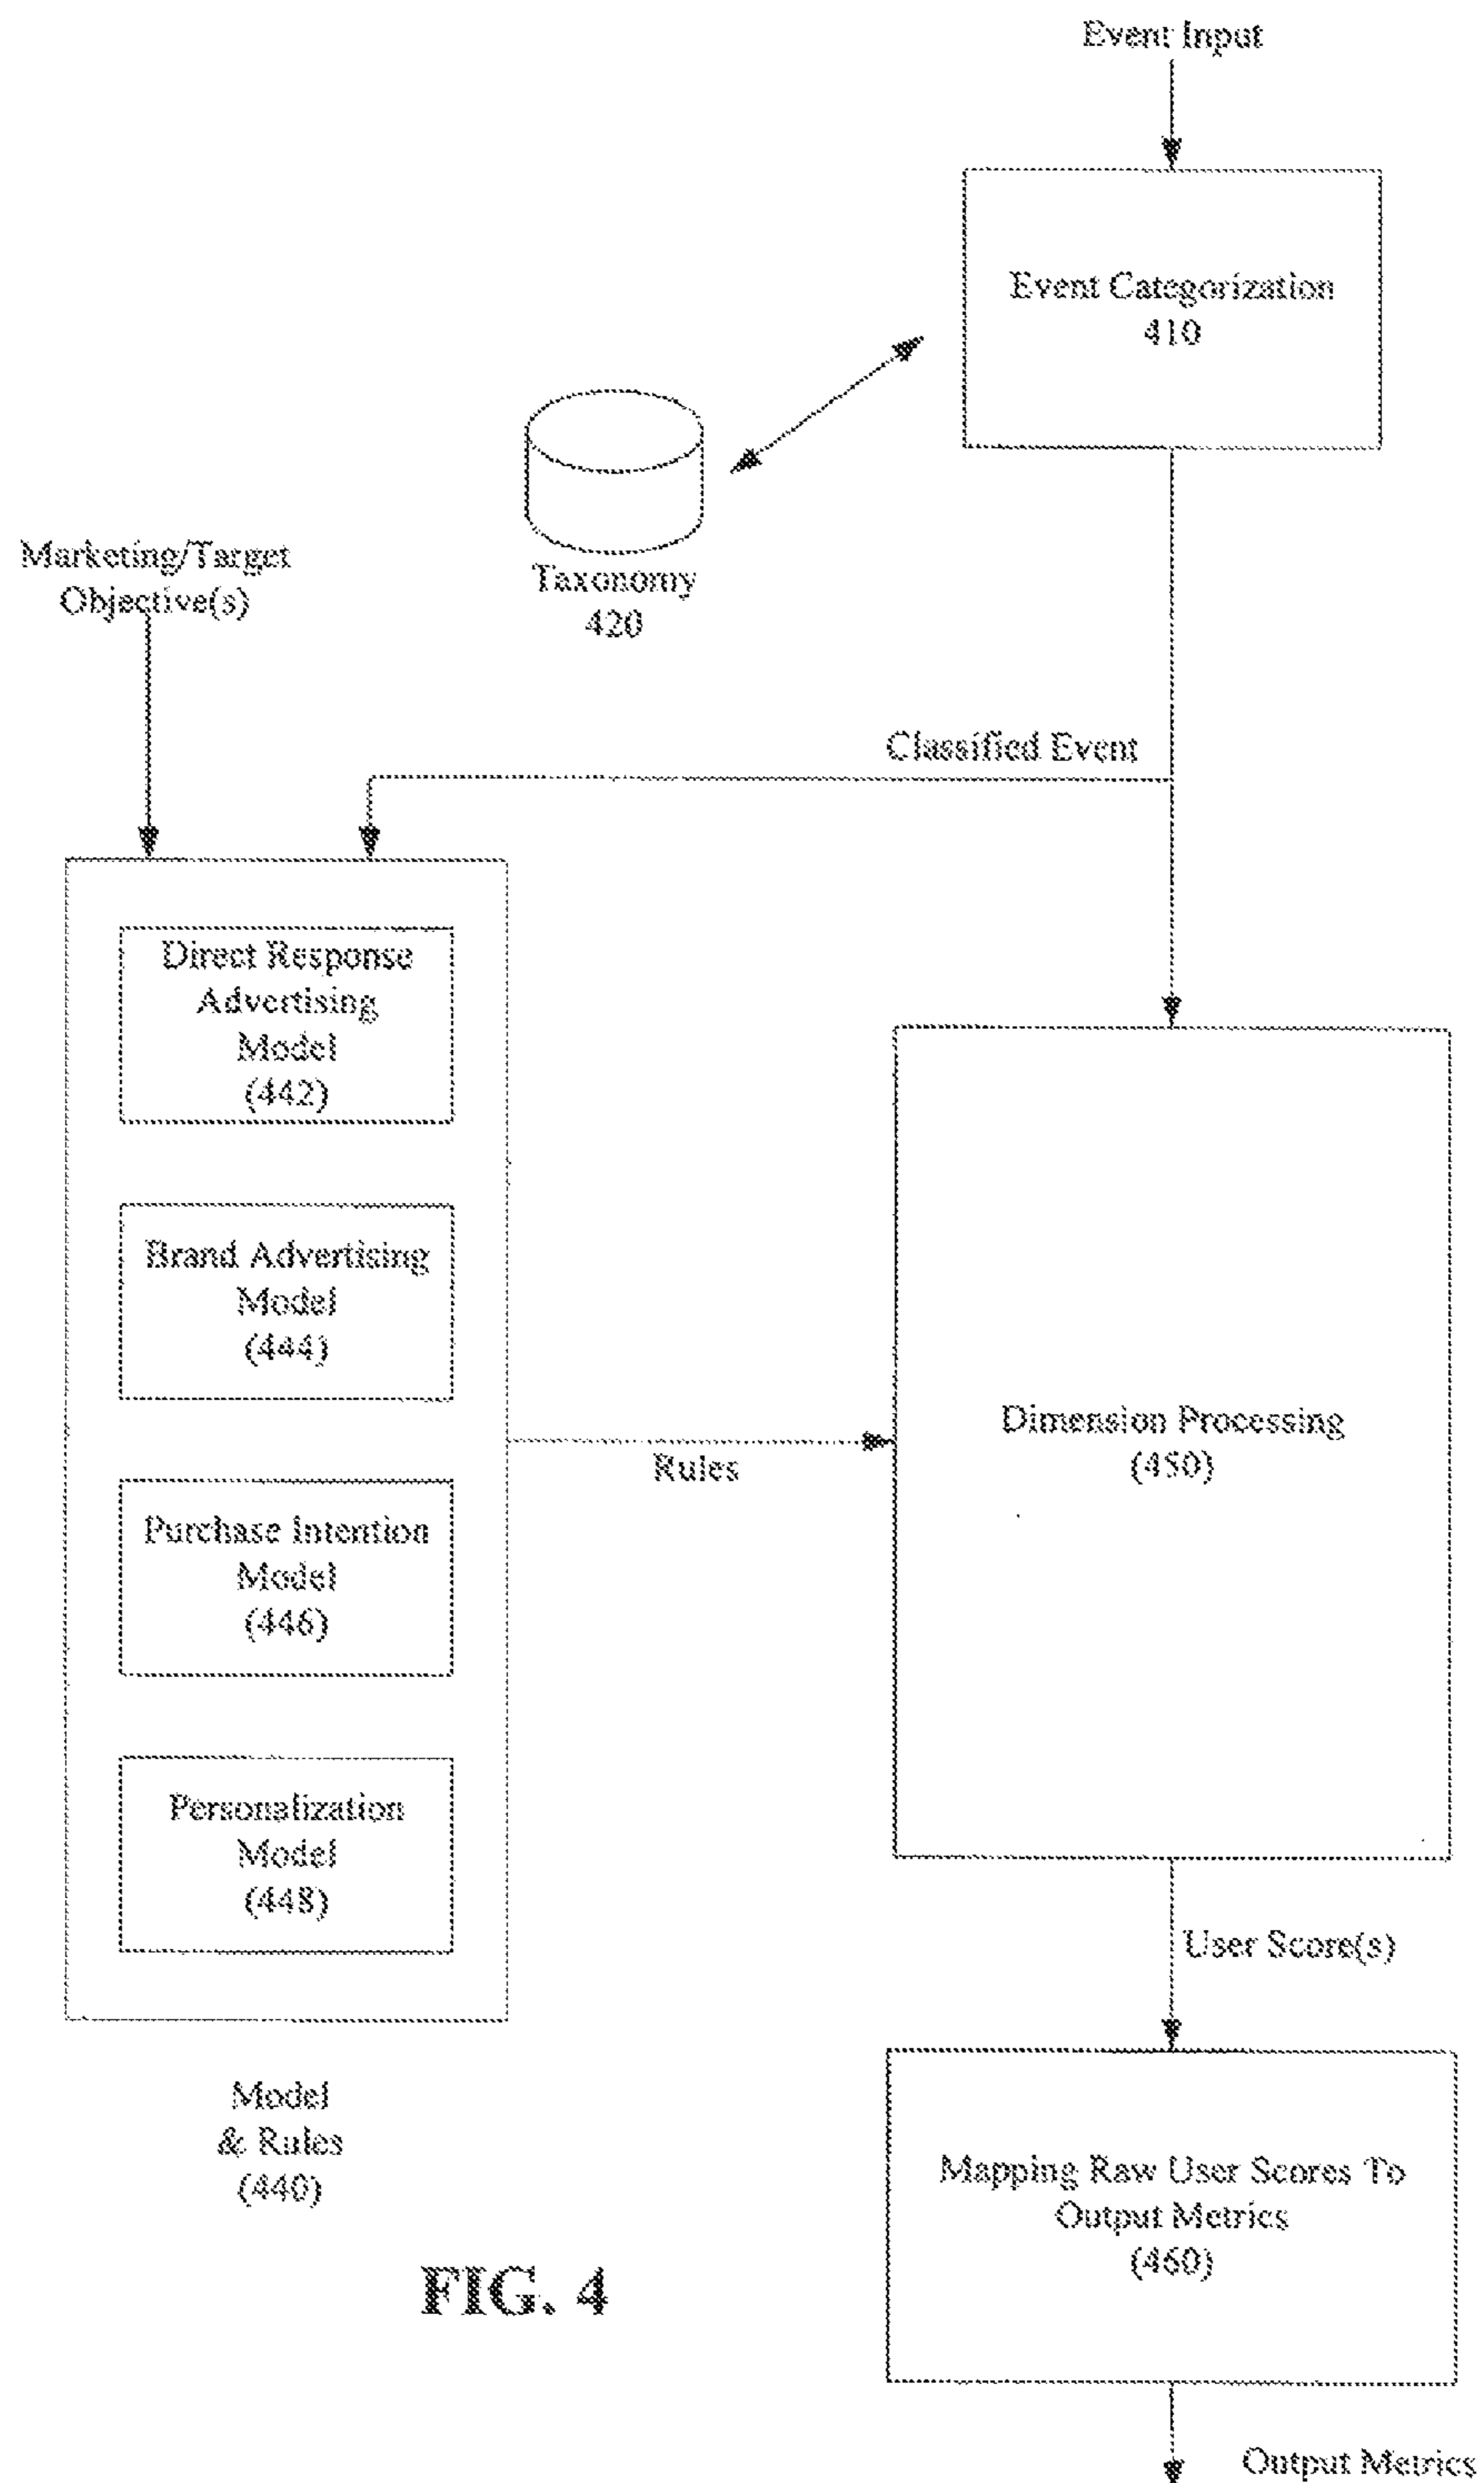 Event Input
Event Categorization
410
Taxonomy
420
Marketing/Target
Objective(s)
Classified Event
Direct Response
Advertising
Model
(442)
Brand Advertising
Model
(444)
Purchase Intention
Model
(446)
Personalization
Model
(448)
Rules
Dimension Processing
(450)
User Score(s)
Model
& Rules
(440)
Mapping Raw User Scores To
Output Metrics
(460)
FIG. 4
Output Metrics